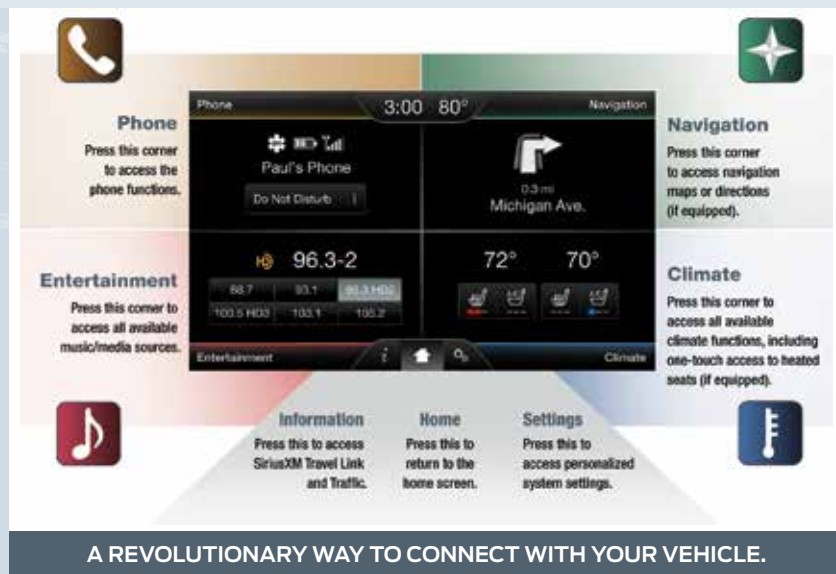 Phone
Press this corner
to access the
phone functions.
Entertainment
Press this corner to
access all available
music/media sources.
Phone
3:00 80°
Navigation
Paul's Phone
Do Not Disturb
0.3 mi
Michigan Ave.
HD 96.3-2
88.7 93.1 96.3 HD2
100.5 HD3 103.1 105.2
72° 70°
Entertainment
i
Climate
Navigation
Press this corner
to access navigation
maps or directions
(if equipped).
Climate
Press this corner to
access all available
climate functions, including
one-touch access to heated
seats (if equipped).
Information
Press this to access
SiriusXM Travel Link
and Traffic.
Home
Press this to
return to the
home screen.
Settings
Press this to
access personalized
system settings.
A REVOLUTIONARY WAY TO CONNECT WITH YOUR VEHICLE.